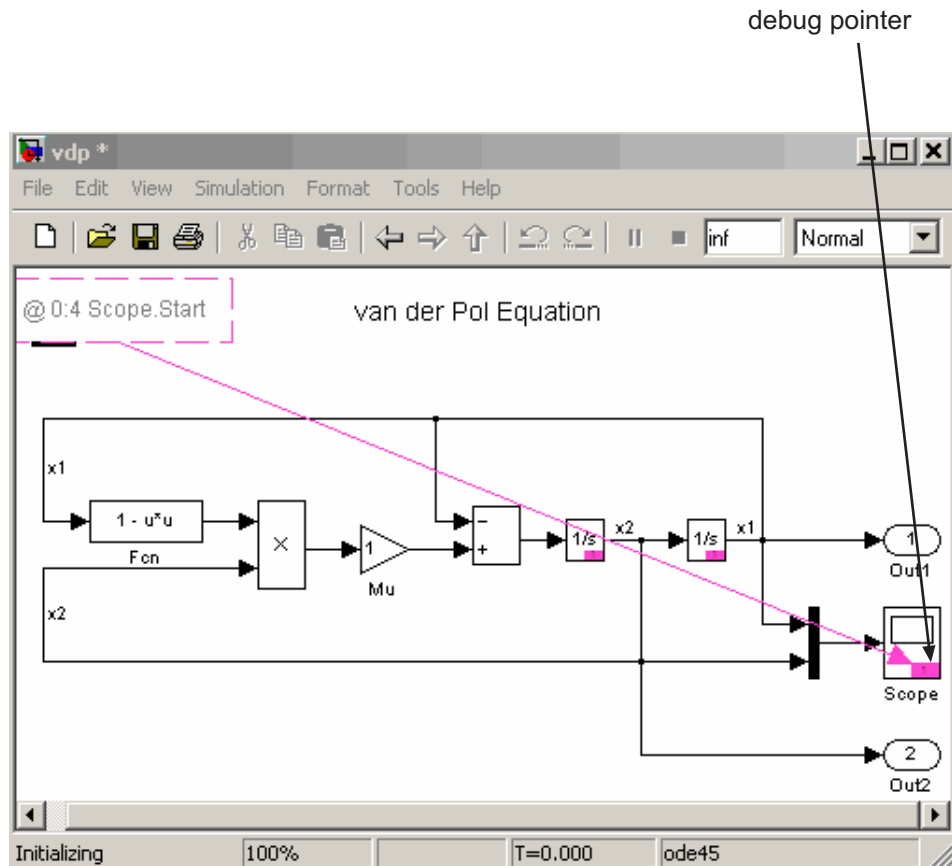 debug pointer
vdp *
File Edit View Simulation Format Tools Help
inf Normal
@ 0:4 Scope.Start
van der Pol Equation
x1
1 - u*u
Fcn
×
1
Mu
−
+
1/s
x2
1/s
x1
1
Out1
x2
Scope
2
Out2
Initializing 100% T=0.000 ode45